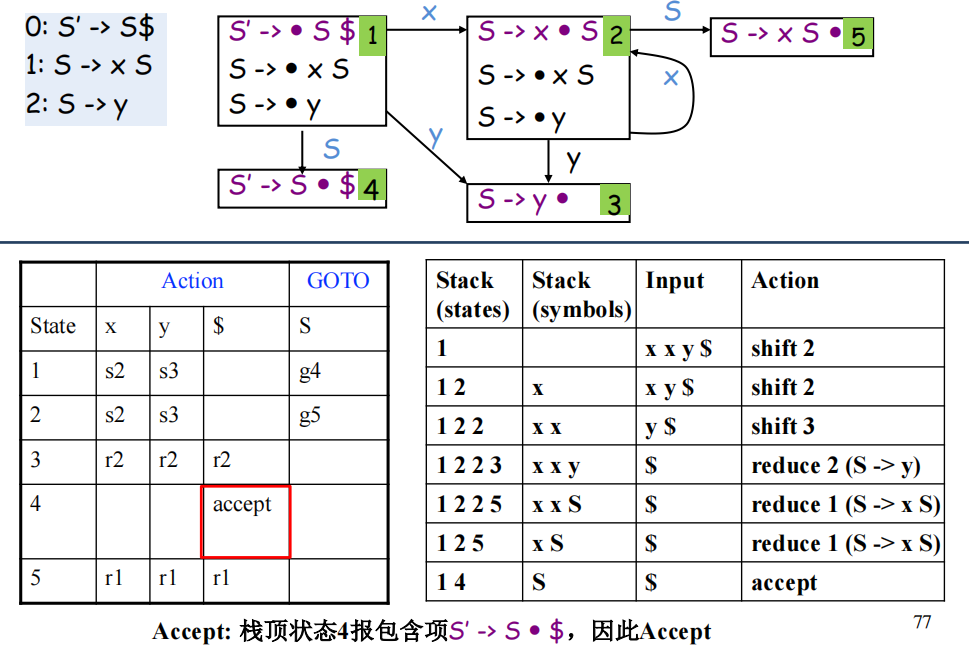 0: S' -> S$
1: S -> x S
2: S -> y
S' -> • S $ 1
S -> • x S
S -> • y
x
S -> x • S 2
S -> • x S
S -> • y
S
S -> x S • 5
x
S
y
y
S' -> S • $ 4
S -> y • 3
Action GOTO
State x y $ S
1 s2 s3 g4
2 s2 s3 g5
3 r2 r2 r2
4 accept
5 r1 r1 r1
Stack (states) Stack (symbols) Input Action
1 x x y $ shift 2
1 2 x x y $ shift 2
1 2 2 x x y $ shift 3
1 2 2 3 x x y $ reduce 2 (S -> y)
1 2 2 5 x x S $ reduce 1 (S -> x S)
1 2 5 x S $ reduce 1 (S -> x S)
1 4 S $ accept
Accept: 栈顶状态4报包含项S' -> S • $，因此Accept
77